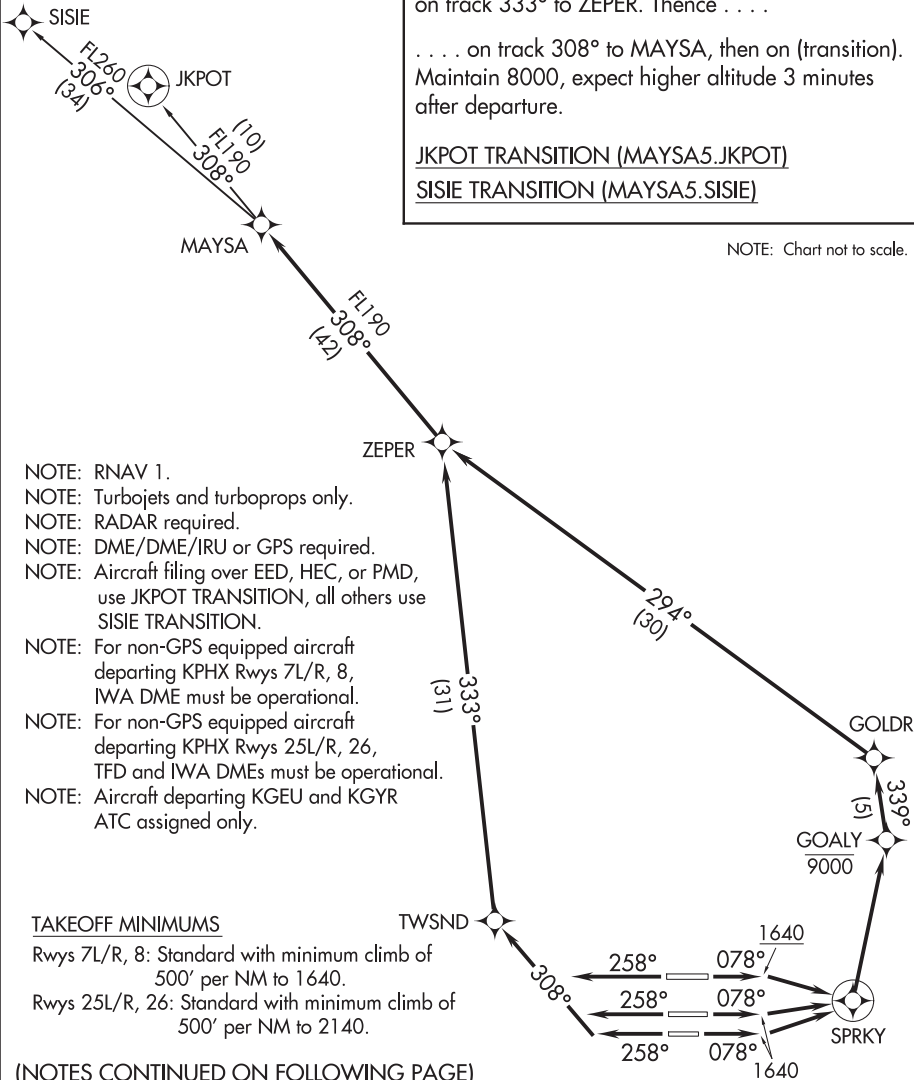 SISIE
on track 333° to ZEPER. Thence . . . .
. . . . on track 308° to MAYSA, then on (transition).
Maintain 8000, expect higher altitude 3 minutes
after departure.
JKPOT TRANSITION (MAYSA5.JKPOT)
SISIE TRANSITION (MAYSA5.SISIE)
FL260
306°
(34)
JKPOT
(10)
FL190
308°
MAYSA
NOTE: Chart not to scale.
FL190
308°
(42)
ZEPER
NOTE: RNAV 1.
NOTE: Turbojets and turboprops only.
NOTE: RADAR required.
NOTE: DME/DME/IRU or GPS required.
NOTE: Aircraft filing over EED, HEC, or PMD,
use JKPOT TRANSITION, all others use
SISIE TRANSITION.
NOTE: For non-GPS equipped aircraft
departing KPHX Rwys 7L/R, 8,
IWA DME must be operational.
NOTE: For non-GPS equipped aircraft
departing KPHX Rwys 25L/R, 26,
TFD and IWA DMEs must be operational.
NOTE: Aircraft departing KGEU and KGYR
ATC assigned only.
294°
(30)
333°
(31)
GOLDR
339°
(5)
GOALY
9000
TWSND
308°
1640
258° 078°
258° 078°
258° 078°
SPRKY
1640
TAKEOFF MINIMUMS
Rwys 7L/R, 8: Standard with minimum climb of
500' per NM to 1640.
Rwys 25L/R, 26: Standard with minimum climb of
500' per NM to 2140.
(NOTES CONTINUED ON FOLLOWING PAGE)